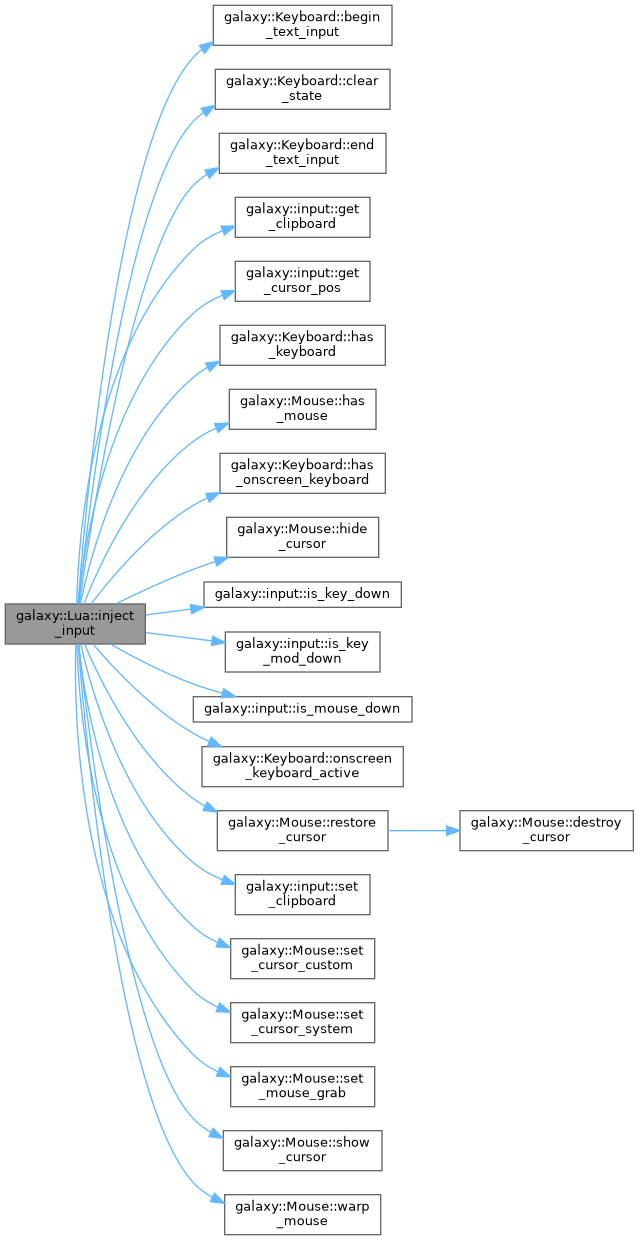 galaxy::Keyboard::begin
_text_input
galaxy::Keyboard::clear
_state
galaxy::Keyboard::end
_text_input
galaxy::input::get
_clipboard
galaxy::input::get
_cursor_pos
galaxy::Keyboard::has
_keyboard
galaxy::Mouse::has
_mouse
galaxy::Keyboard::has
_onscreen_keyboard
galaxy::Mouse::hide
_cursor
galaxy::input::is_key_down
galaxy::Lua::inject
_input
galaxy::input::is_key
_mod_down
galaxy::input::is_mouse_down
galaxy::Keyboard::onscreen
_keyboard_active
galaxy::Mouse::restore
_cursor
galaxy::Mouse::destroy
_cursor
galaxy::input::set
_clipboard
galaxy::Mouse::set
_cursor_custom
galaxy::Mouse::set
_cursor_system
galaxy::Mouse::set
_mouse_grab
galaxy::Mouse::show
_cursor
galaxy::Mouse::warp
_mouse